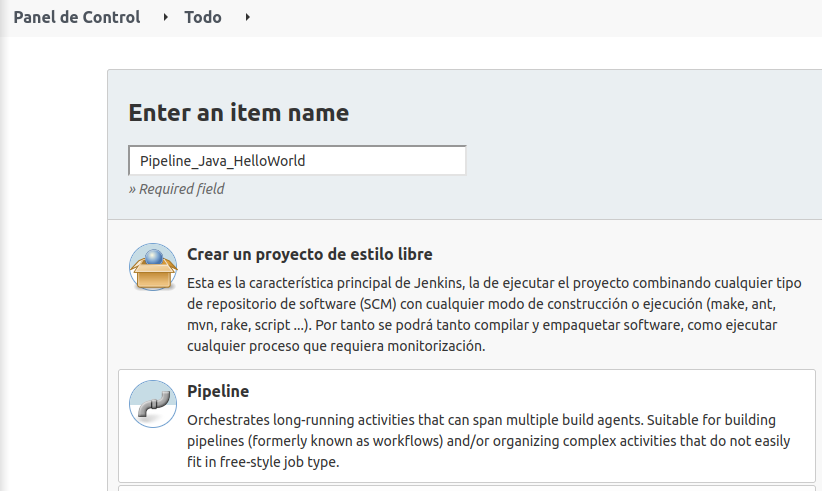 Panel de Control Todo
Enter an item name
Pipeline_Java_HelloWorld
» Required field
Crear un proyecto de estilo libre
Esta es la característica principal de Jenkins, la de ejecutar el proyecto combinando cualquier tipo
de repositorio de software (SCM) con cualquier modo de construcción o ejecución (make, ant,
mvn, rake, script ...). Por tanto se podrá tanto compilar y empaquetar software, como ejecutar
cualquier proceso que requiera monitorización.
Pipeline
Orchestrates long-running activities that can span multiple build agents. Suitable for building
pipelines (formerly known as workflows) and/or organizing complex activities that do not easily
fit in free-style job type.